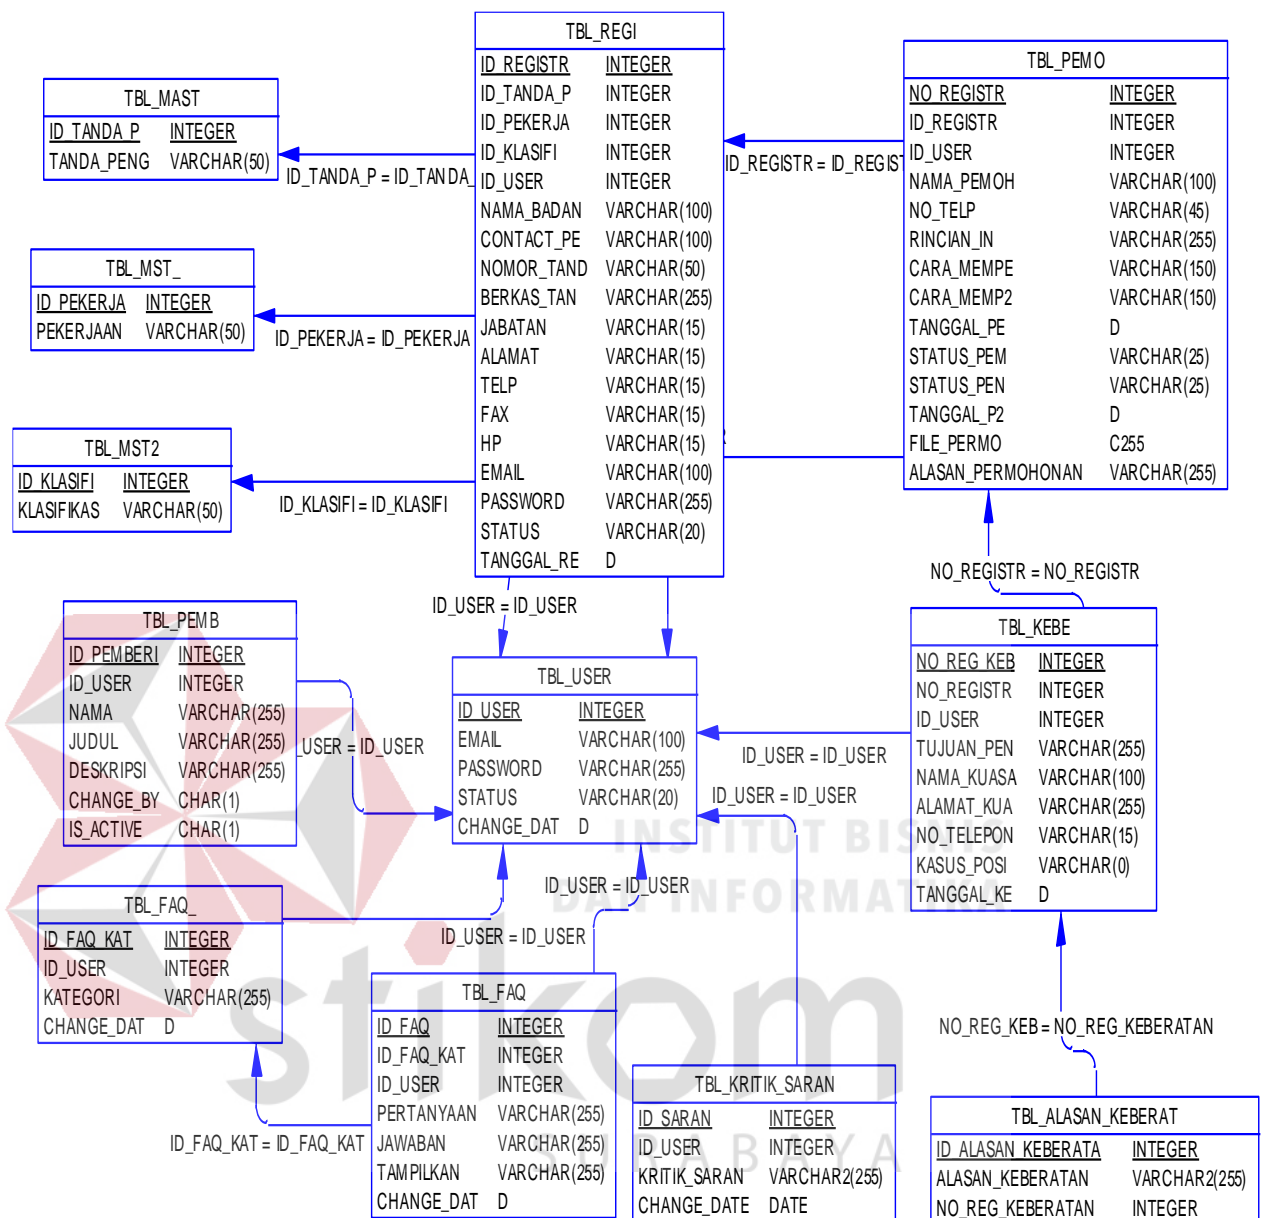 TBL_REGI
ID_REGISTR INTEGER
ID_TANDA_P INTEGER
ID_PEKERJA INTEGER
ID_KLASIFI INTEGER
ID_USER INTEGER
NAMA_BADAN VARCHAR(100)
CONTACT_PE VARCHAR(100)
NOMOR_TAND VARCHAR(50)
BERKAS_TAN VARCHAR(255)
JABATAN VARCHAR(15)
ALAMAT VARCHAR(15)
TELP VARCHAR(15)
FAX VARCHAR(15)
HP VARCHAR(15)
EMAIL VARCHAR(100)
PASSWORD VARCHAR(255)
STATUS VARCHAR(20)
TANGGAL_RE D
TBL_PEMO
NO_REGISTR INTEGER
ID_REGISTR INTEGER
ID_USER INTEGER
NAMA_PEMOH VARCHAR(100)
NO_TELP VARCHAR(45)
RINCIAN_IN VARCHAR(255)
CARA_MEMPE VARCHAR(150)
CARA_MEMP2 VARCHAR(150)
TANGGAL_PE D
STATUS_PEM VARCHAR(25)
STATUS_PEN VARCHAR(25)
TANGGAL_P2 D
FILE_PERMO C255
ALASAN_PERMOHONAN VARCHAR(255)
TBL_MAST
ID_TANDA_P INTEGER
TANDA_PENG VARCHAR(50)
ID_TANDA_P = ID_TANDA_
ID_REGISTR = ID_REGIST
TBL_MST_
ID_PEKERJA INTEGER
PEKERJAAN VARCHAR(50)
ID_PEKERJA = ID_PEKERJA
TBL_MST2
ID_KLASIFI INTEGER
KLASIFIKAS VARCHAR(50)
ID_KLASIFI = ID_KLASIFI
NO_REGISTR = NO_REGISTR
ID_USER = ID_USER
TBL_PEMB
ID_PEMBERI INTEGER
ID_USER INTEGER
NAMA VARCHAR(255)
JUDUL VARCHAR(255)
DESKRIPSI VARCHAR(255)
CHANGE_BY CHAR(1)
IS_ACTIVE CHAR(1)
_USER = ID_USER
TBL_USER
ID_USER INTEGER
EMAIL VARCHAR(100)
PASSWORD VARCHAR(255)
STATUS VARCHAR(20)
CHANGE_DAT D
ID_USER = ID_USER
ID_USER = ID_USER
TBL_KEBE
NO_REG_KEB INTEGER
NO_REGISTR INTEGER
ID_USER INTEGER
TUJUAN_PEN VARCHAR(255)
NAMA_KUASA VARCHAR(100)
ALAMAT_KUA VARCHAR(255)
NO_TELEPON VARCHAR(15)
KASUS_POSI VARCHAR(0)
TANGGAL_KE D
INSTITUT BISNIS
DAN INFORMATIKA
stikom
SURABAYA
ID_USER = ID_USER
ID_USER = ID_USER
TBL_FAQ_
ID_FAQ_KAT INTEGER
ID_USER INTEGER
KATEGORI VARCHAR(255)
CHANGE_DAT D
ID_FAQ_KAT = ID_FAQ_KAT
TBL_FAQ
ID_FAQ INTEGER
ID_FAQ_KAT INTEGER
ID_USER INTEGER
PERTANYAAN VARCHAR(255)
JAWABAN VARCHAR(255)
TAMPILKAN VARCHAR(255)
CHANGE_DAT D
TBL_KRITIK_SARAN
ID_SARAN INTEGER
ID_USER INTEGER
KRITIK_SARAN VARCHAR2(255)
CHANGE_DATE DATE
NO_REG_KEB = NO_REG_KEBERATAN
TBL_ALASAN_KEBERAT
ID_ALASAN_KEBERATA INTEGER
ALASAN_KEBERATAN VARCHAR2(255)
NO_REG_KEBERATAN INTEGER